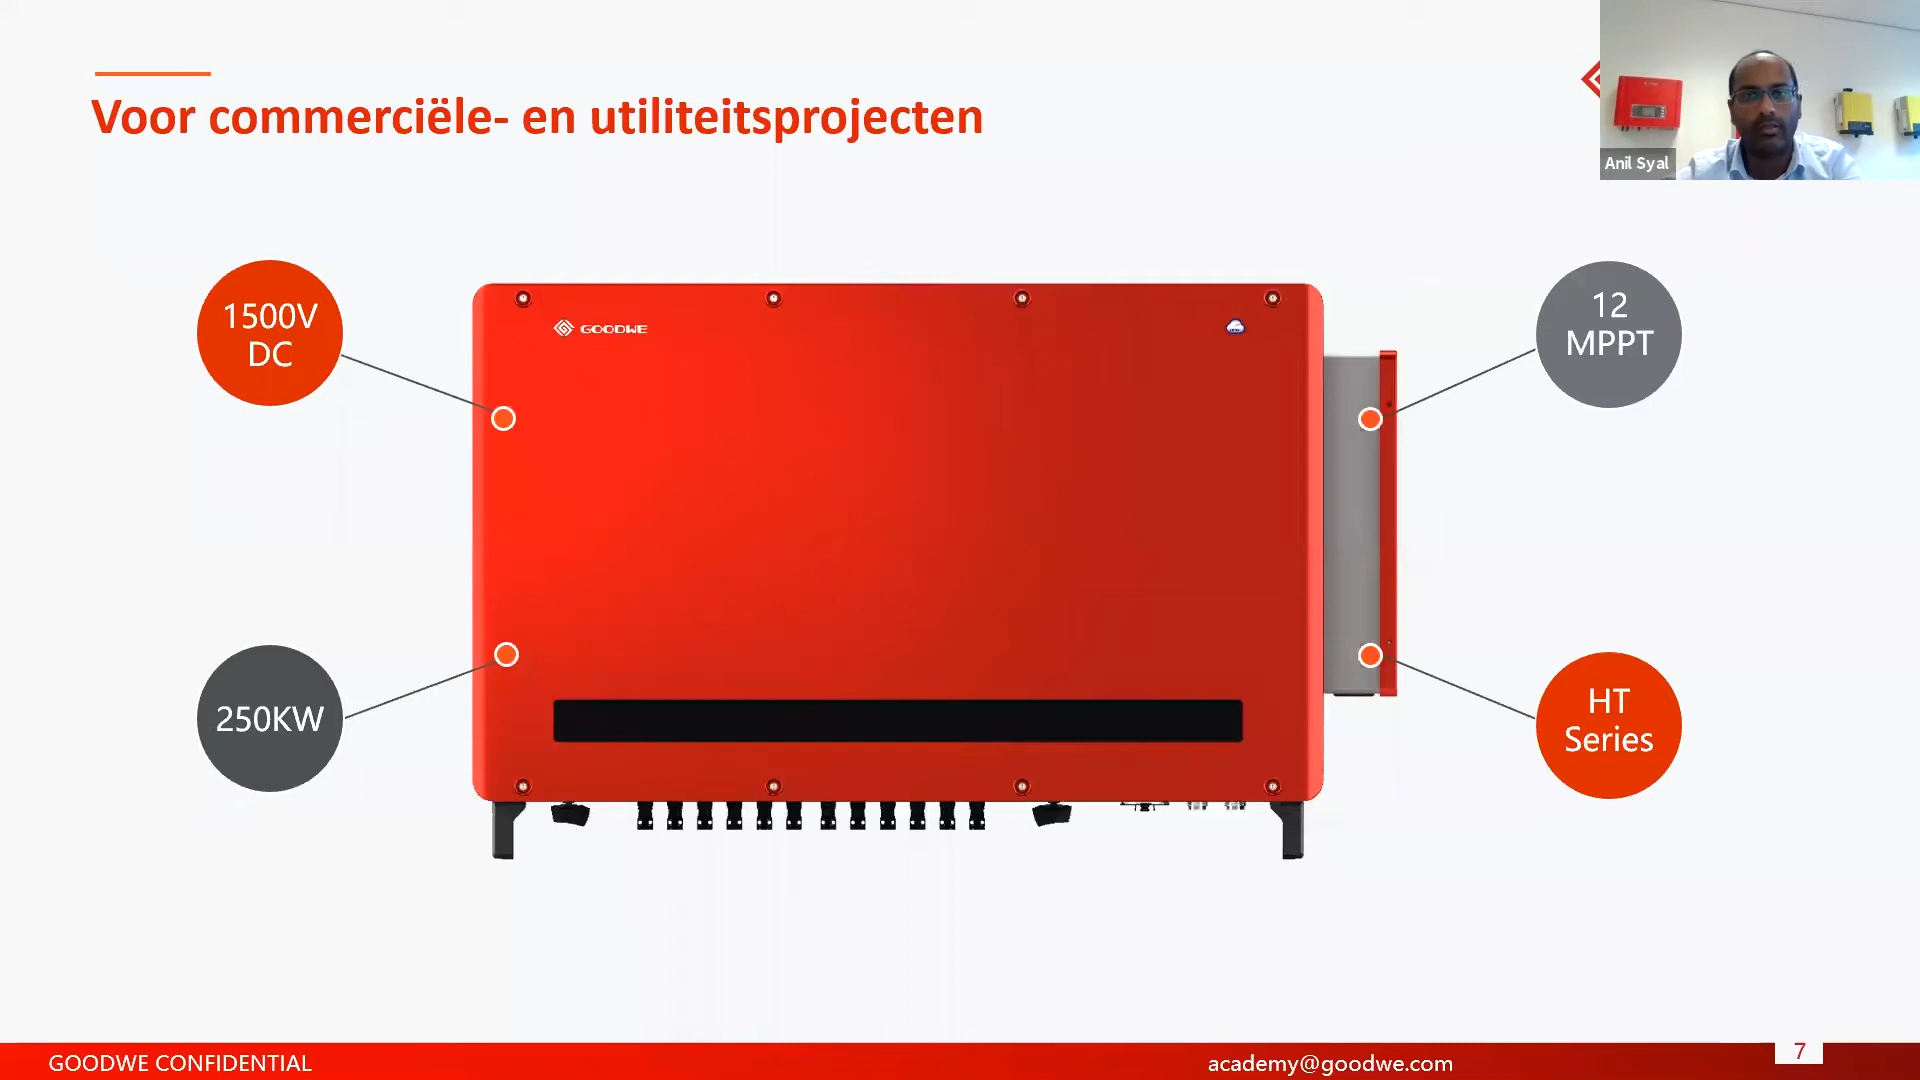 Voor commerciële- en utiliteitsprojecten
Anil Syal
1500V
DC
12
MPPT
GOODWE
250KW
HT
Series
GOODWE CONFIDENTIAL
academy@goodwe.com
7